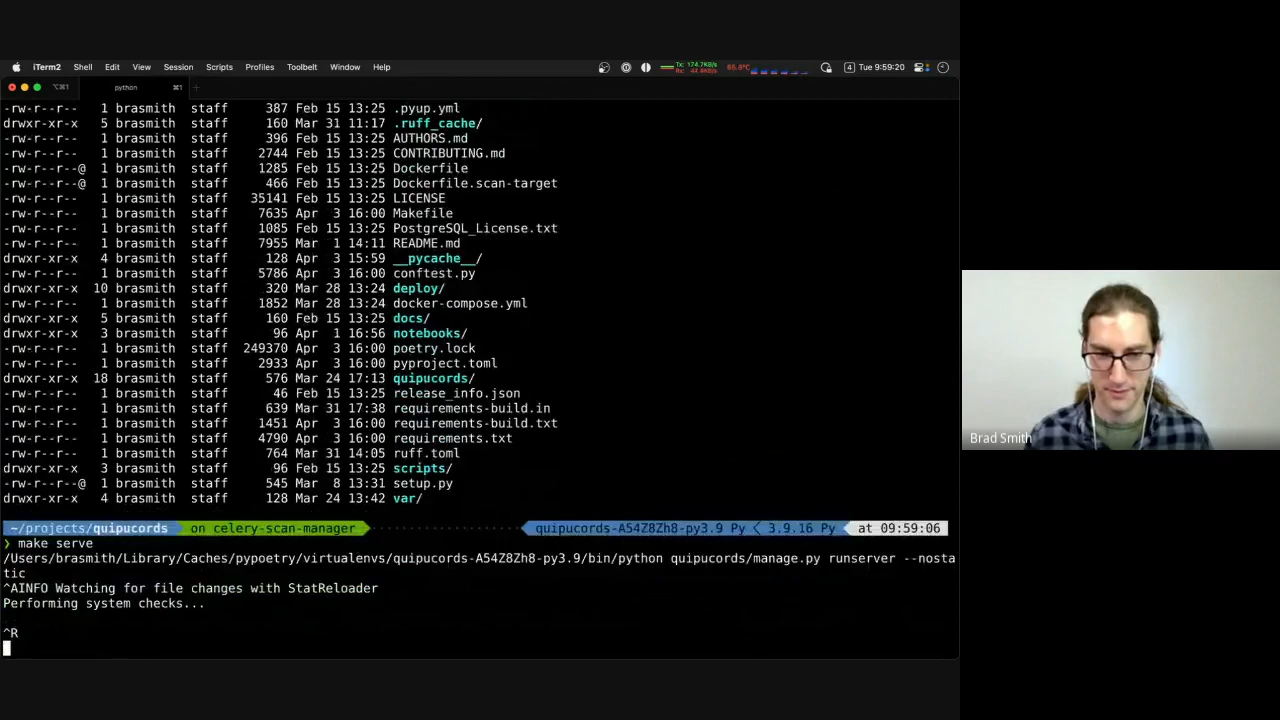 iTerm2 Shell Edit View Session Scripts Profiles Toolbelt Window Help Tx: 174.7KB/s 4 Tue 9:59:20
⌥⌘1 python ⌘1 +
-rw-r--r-- 1 brasmith staff 387 Feb 15 13:25 .pyup.yml
drwxr-xr-x 5 brasmith staff 160 Mar 31 11:17 .ruff_cache/
-rw-r--r-- 1 brasmith staff 396 Feb 15 13:25 AUTHORS.md
-rw-r--r-- 1 brasmith staff 2744 Feb 15 13:25 CONTRIBUTING.md
-rw-r--r--@ 1 brasmith staff 1285 Feb 15 13:25 Dockerfile
-rw-r--r--@ 1 brasmith staff 466 Feb 15 13:25 Dockerfile.scan-target
-rw-r--r-- 1 brasmith staff 35141 Feb 15 13:25 LICENSE
-rw-r--r-- 1 brasmith staff 7635 Apr 3 16:00 Makefile
-rw-r--r-- 1 brasmith staff 1085 Feb 15 13:25 PostgreSQL_License.txt
-rw-r--r-- 1 brasmith staff 7955 Mar 1 14:11 README.md
drwxr-xr-x 4 brasmith staff 128 Apr 3 15:59 __pycache__/
-rw-r--r-- 1 brasmith staff 5786 Apr 3 16:00 conftest.py
drwxr-xr-x 10 brasmith staff 320 Mar 28 13:24 deploy/
-rw-r--r-- 1 brasmith staff 1852 Mar 28 13:24 docker-compose.yml
drwxr-xr-x 5 brasmith staff 160 Feb 15 13:25 docs/
drwxr-xr-x 3 brasmith staff 96 Apr 1 16:56 notebooks/
-rw-r--r-- 1 brasmith staff 249370 Apr 3 16:00 poetry.lock
-rw-r--r-- 1 brasmith staff 2933 Apr 3 16:00 pyproject.toml
drwxr-xr-x 18 brasmith staff 576 Mar 24 17:13 quipucords/
-rw-r--r-- 1 brasmith staff 46 Feb 15 13:25 release_info.json
-rw-r--r-- 1 brasmith staff 639 Mar 31 17:38 requirements-build.in
-rw-r--r-- 1 brasmith staff 1451 Apr 3 16:00 requirements-build.txt
-rw-r--r-- 1 brasmith staff 4790 Apr 3 16:00 requirements.txt
-rw-r--r-- 1 brasmith staff 764 Mar 31 14:05 ruff.toml
drwxr-xr-x 3 brasmith staff 96 Feb 15 13:25 scripts/
-rw-r--r--@ 1 brasmith staff 545 Mar 8 13:31 setup.py
drwxr-xr-x 4 brasmith staff 128 Mar 24 13:42 var/
~/projects/quipucords on celery-scan-manager quipucords-A54Z8Zh8-py3.9 Py 3.9.16 Py at 09:59:06
❯ make serve
/Users/brasmith/Library/Caches/pypoetry/virtualenvs/quipucords-A54Z8Zh8-py3.9/bin/python quipucords/manage.py runserver --nosta
tic
^AINFO Watching for file changes with StatReloader
Performing system checks...
^R
Brad Smith